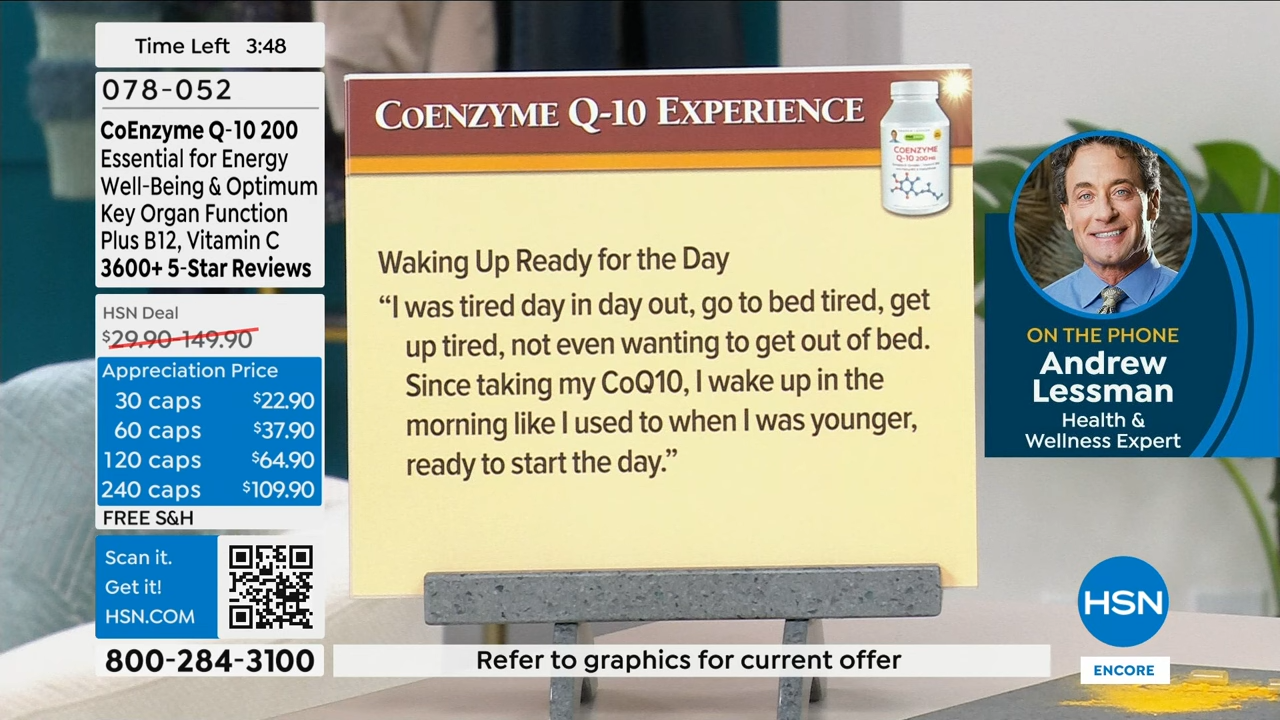 Time Left 3:48
078-052
CoEnzyme Q-10 200
Essential for Energy
Well-Being & Optimum
Key Organ Function
Plus B12, Vitamin C
3600+ 5-Star Reviews
HSN Deal
$29.90-149.90
Appreciation Price
30 caps $22.90
60 caps $37.90
120 caps $64.90
240 caps $109.90
FREE S&H
Scan it.
Get it!
HSN.COM
800-284-3100
COENZYME Q-10 EXPERIENCE
COENZYME
Q-10 200 MG
Waking Up Ready for the Day
“I was tired day in day out, go to bed tired, get
up tired, not even wanting to get out of bed.
Since taking my CoQ10, I wake up in the
morning like I used to when I was younger,
ready to start the day.”
ON THE PHONE
Andrew
Lessman
Health &
Wellness Expert
HSN
ENCORE
Refer to graphics for current offer